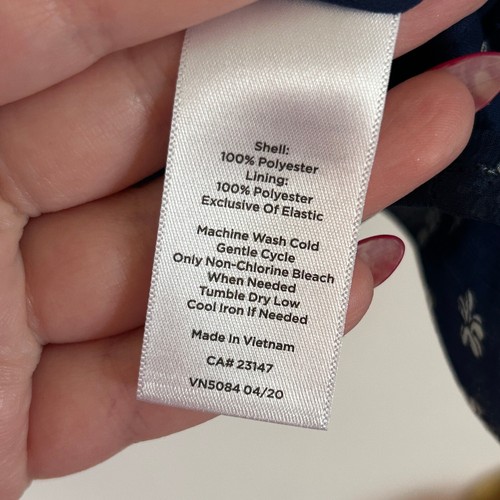 Shell:
100% Polyester
Lining:
100% Polyester
Exclusive Of Elastic
Machine Wash Cold
Gentle Cycle
Only Non-Chlorine Bleach
When Needed
Tumble Dry Low
Cool Iron If Needed
Made In Vietnam
CA# 23147
VN5084 04/20